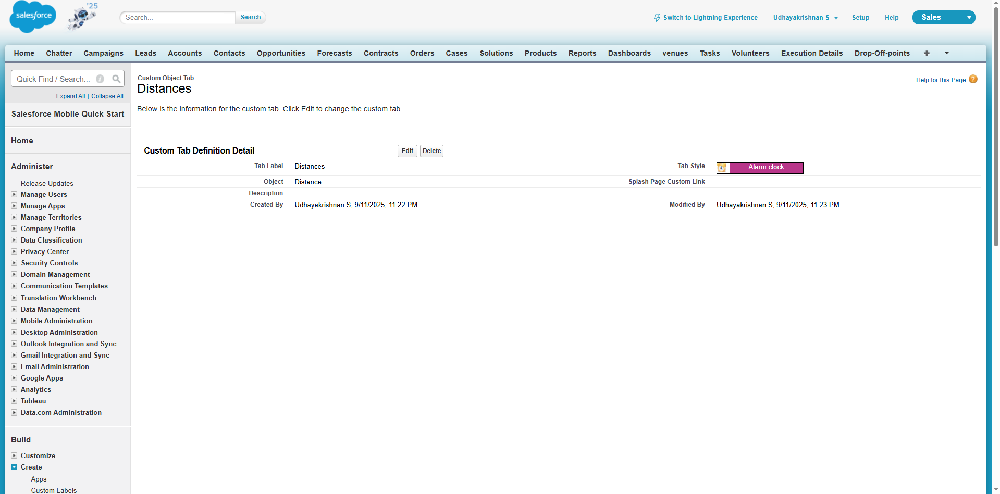 salesforce
'25
Search...
Search
Switch to Lightning Experience
Udhayakrishnan S
Setup
Help
Sales
Home Chatter Campaigns Leads Accounts Contacts Opportunities Forecasts Contracts Orders Cases Solutions Products Reports Dashboards venues Tasks Volunteers Execution Details Drop-Off-points +
Quick Find / Search...
Expand All | Collapse All
Salesforce Mobile Quick Start
Home
Administer
Release Updates
Manage Users
Manage Apps
Manage Territories
Company Profile
Data Classification
Privacy Center
Security Controls
Domain Management
Communication Templates
Translation Workbench
Data Management
Mobile Administration
Desktop Administration
Outlook Integration and Sync
Gmail Integration and Sync
Email Administration
Google Apps
Analytics
Tableau
Data.com Administration
Build
Customize
Create
Apps
Custom Labels
Custom Object Tab
Distances
Help for this Page ?
Below is the information for the custom tab. Click Edit to change the custom tab.
Custom Tab Definition Detail
Edit
Delete
Tab Label Distances
Tab Style Alarm clock
Object Distance
Splash Page Custom Link
Description
Created By Udhayakrishnan S, 9/11/2025, 11:22 PM
Modified By Udhayakrishnan S, 9/11/2025, 11:23 PM